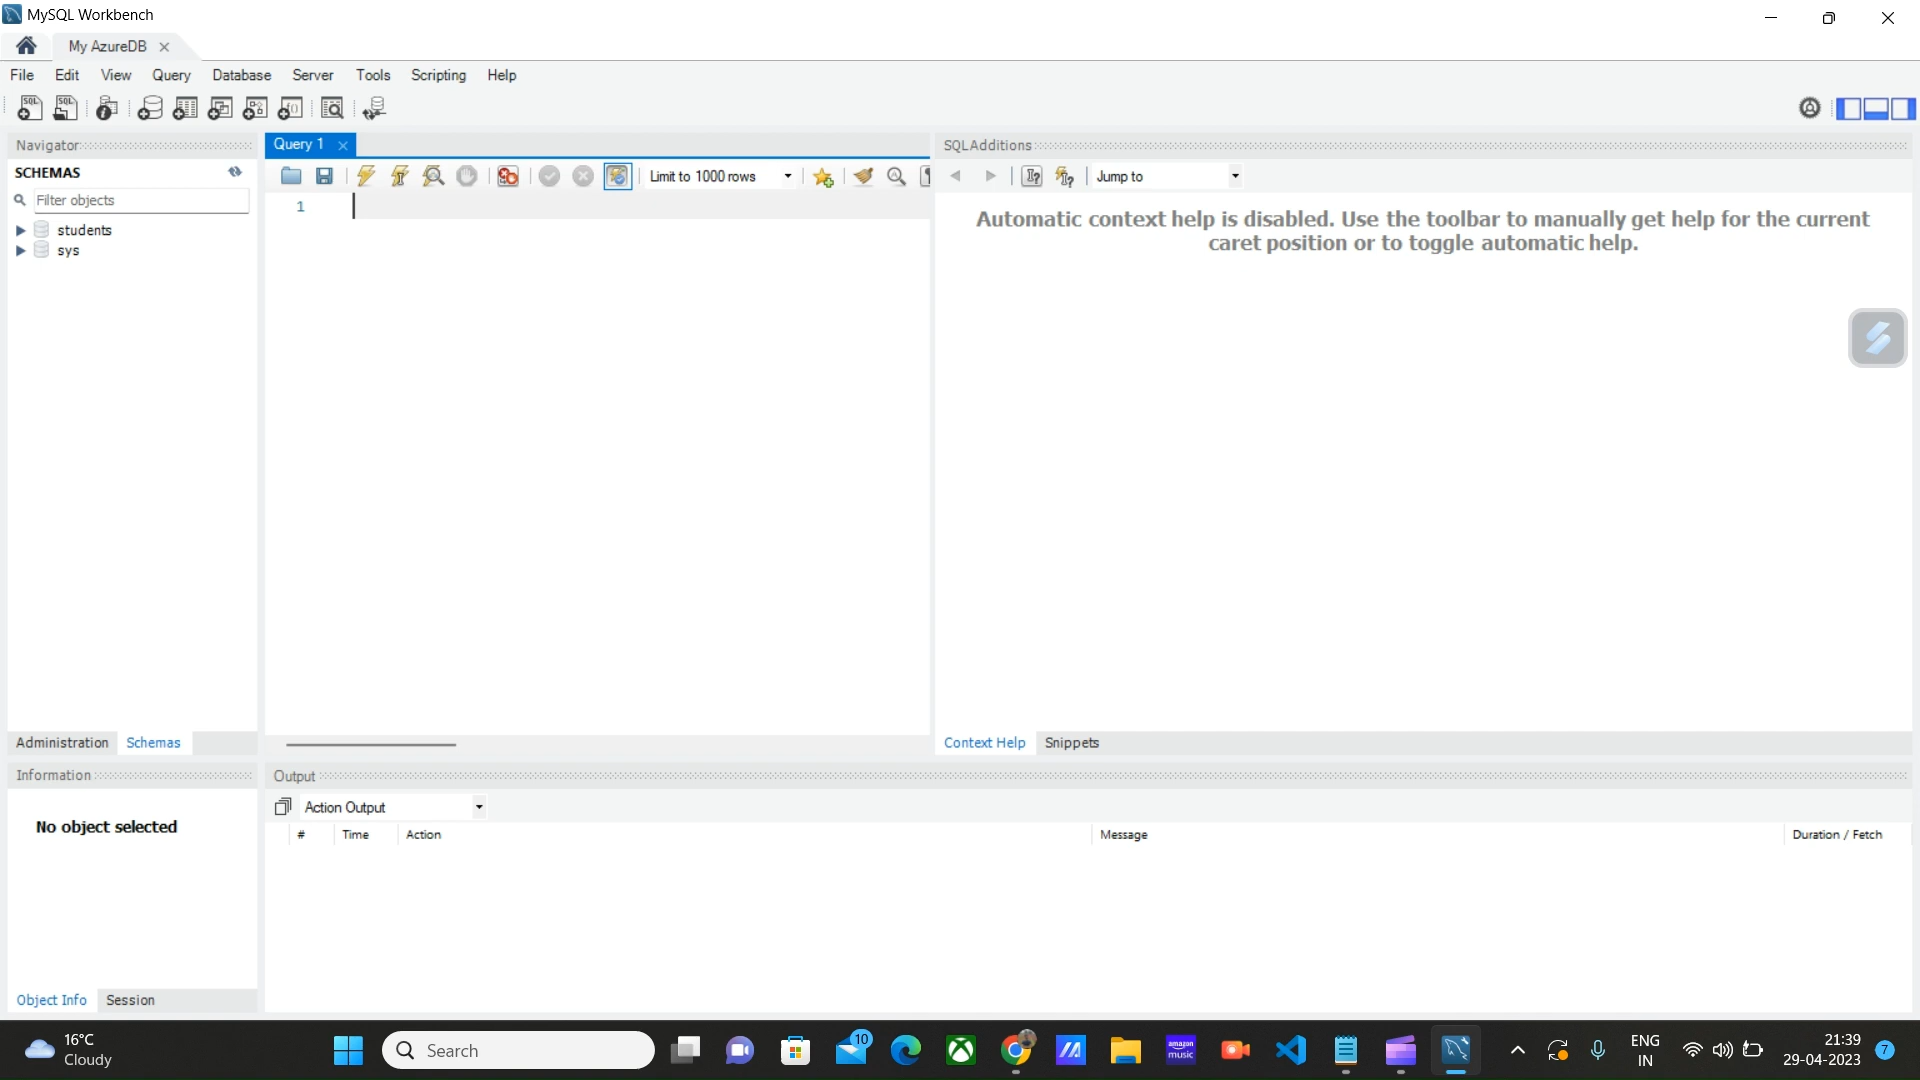 MySQL Workbench
My AzureDB
File Edit View Query Database Server Tools Scripting Help
Navigator
SCHEMAS
Filter objects
students
sys
Administration Schemas
Information
No object selected
Object Info Session
Query 1
Limit to 1000 rows
1
SQLAdditions
Jump to
Automatic context help is disabled. Use the toolbar to manually get help for the current
caret position or to toggle automatic help.
Context Help Snippets
Output
Action Output
# Time Action Message Duration / Fetch
16°C
Cloudy
Search
10
amazon
music
ENG
IN
21:39
29-04-2023
7